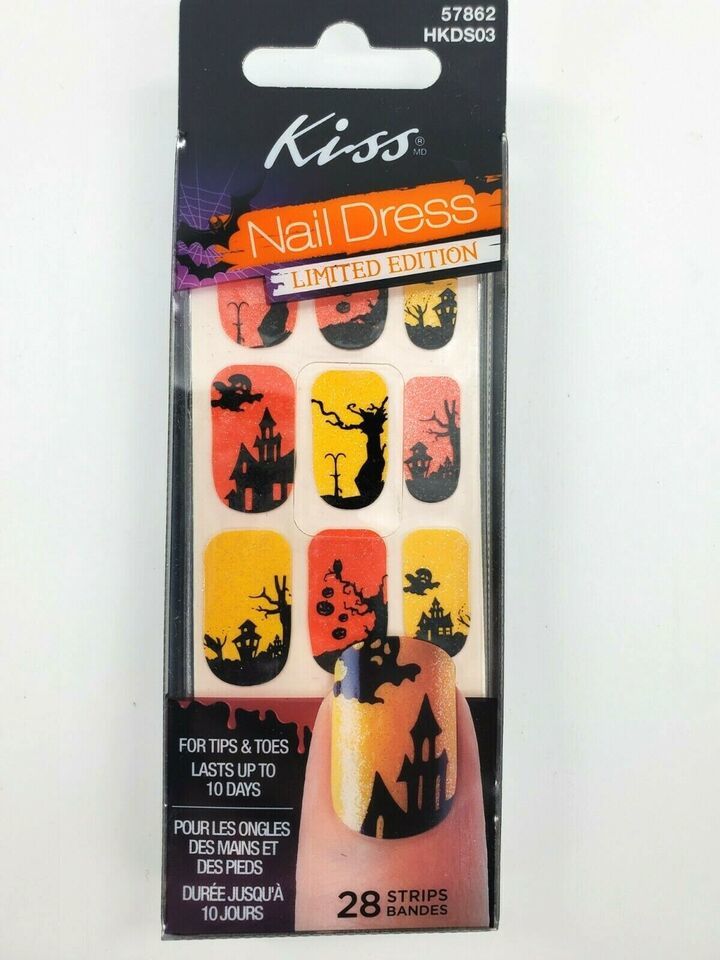 57862
HKDS03
Kiss®
MD
Nail Dress
LIMITED EDITION
FOR TIPS & TOES
LASTS UP TO
10 DAYS
POUR LES ONGLES
DES MAINS ET
DES PIEDS
DURÉE JUSQU'À
10 JOURS
28 STRIPS
BANDES